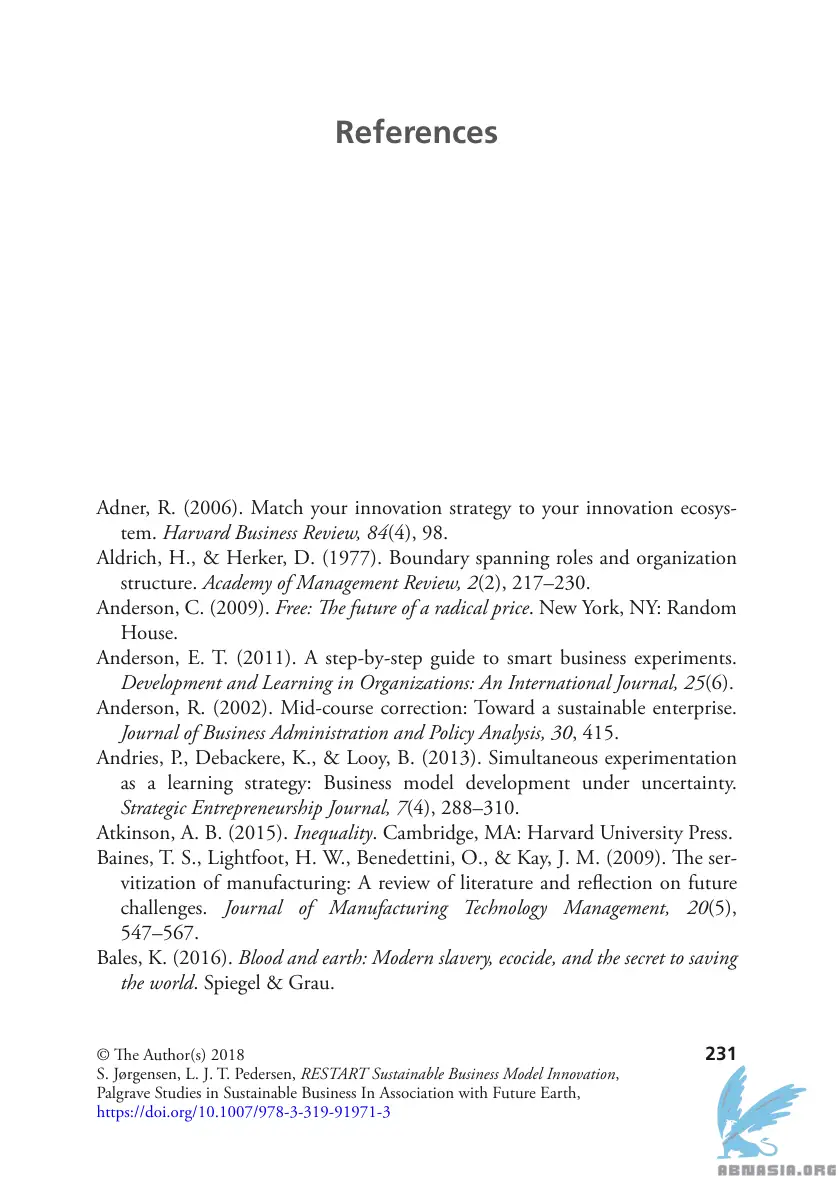 References
Adner, R. (2006). Match your innovation strategy to your innovation ecosys-
tem. Harvard Business Review, 84(4), 98.
Aldrich, H., & Herker, D. (1977). Boundary spanning roles and organization
structure. Academy of Management Review, 2(2), 217–230.
Anderson, C. (2009). Free: The future of a radical price. New York, NY: Random
House.
Anderson, E. T. (2011). A step-by-step guide to smart business experiments.
Development and Learning in Organizations: An International Journal, 25(6).
Anderson, R. (2002). Mid-course correction: Toward a sustainable enterprise.
Journal of Business Administration and Policy Analysis, 30, 415.
Andries, P., Debackere, K., & Looy, B. (2013). Simultaneous experimentation
as a learning strategy: Business model development under uncertainty.
Strategic Entrepreneurship Journal, 7(4), 288–310.
Atkinson, A. B. (2015). Inequality. Cambridge, MA: Harvard University Press.
Baines, T. S., Lightfoot, H. W., Benedettini, O., & Kay, J. M. (2009). The ser-
vitization of manufacturing: A review of literature and reflection on future
challenges. Journal of Manufacturing Technology Management, 20(5),
547–567.
Bales, K. (2016). Blood and earth: Modern slavery, ecocide, and the secret to saving
the world. Spiegel & Grau.
© The Author(s) 2018
231
S. Jørgensen, L. J. T. Pedersen, RESTART Sustainable Business Model Innovation,
Palgrave Studies in Sustainable Business In Association with Future Earth,
https://doi.org/10.1007/978-3-319-91971-3
ABNASIA.ORG